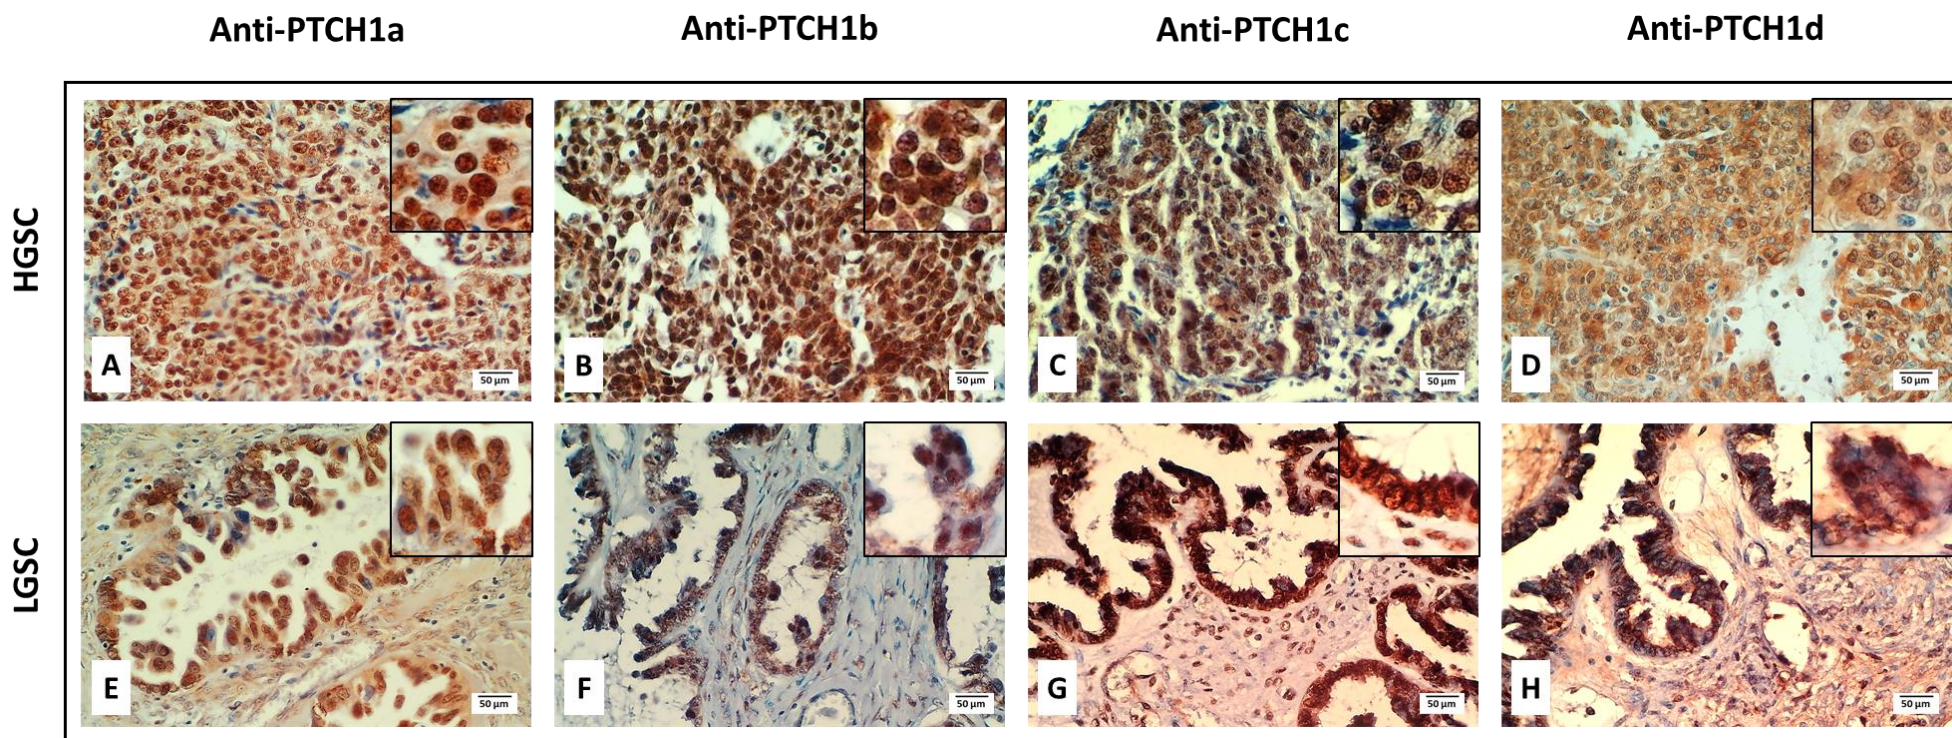 Anti-PTCH1a Anti-PTCH1b Anti-PTCH1c Anti-PTCH1d
HGSC
A 50 µm B 50 µm C 50 µm D 50 µm
LGSC
E 50 µm F 50 µm G 50 µm H 50 µm